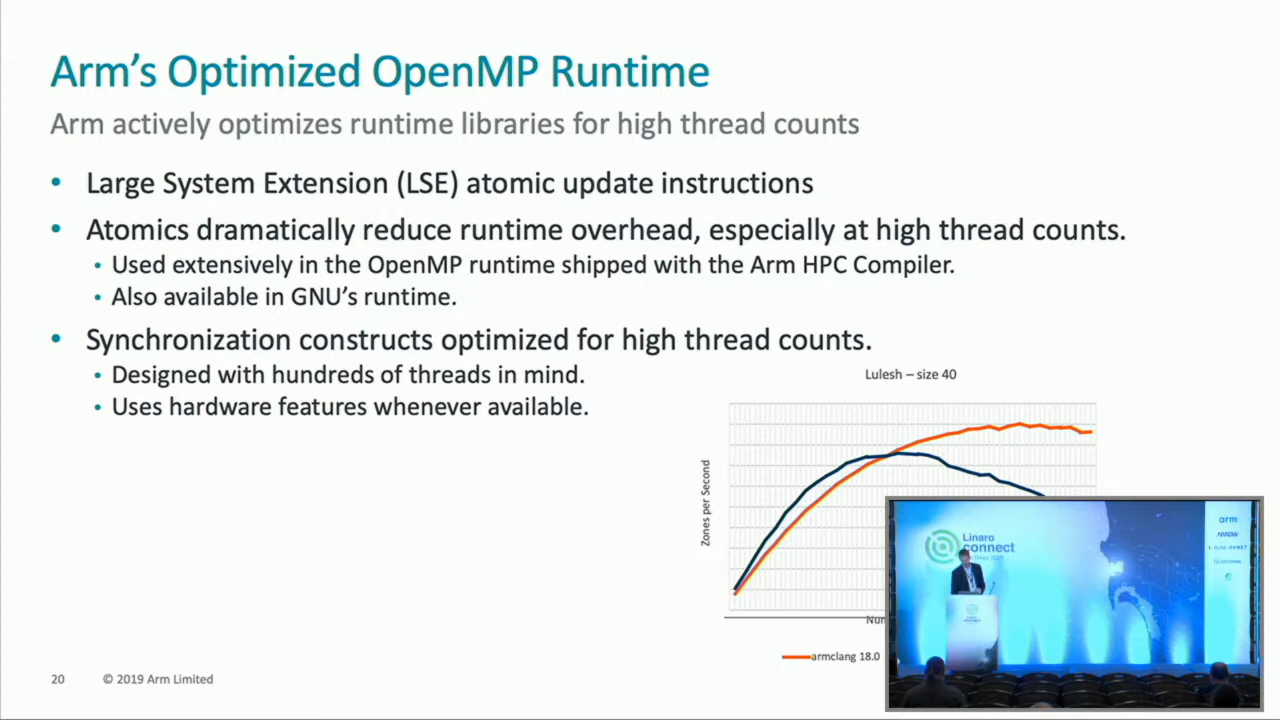 Arm's Optimized OpenMP Runtime
Arm actively optimizes runtime libraries for high thread counts
• Large System Extension (LSE) atomic update instructions
• Atomics dramatically reduce runtime overhead, especially at high thread counts.
• Used extensively in the OpenMP runtime shipped with the Arm HPC Compiler.
• Also available in GNU's runtime.
• Synchronization constructs optimized for high thread counts.
• Designed with hundreds of threads in mind.
• Uses hardware features whenever available.
Lulesh – size 40
Zones per Second
Nu
armclang 18.0
Linaro
connect
arm
ARROW
20 © 2019 Arm Limited